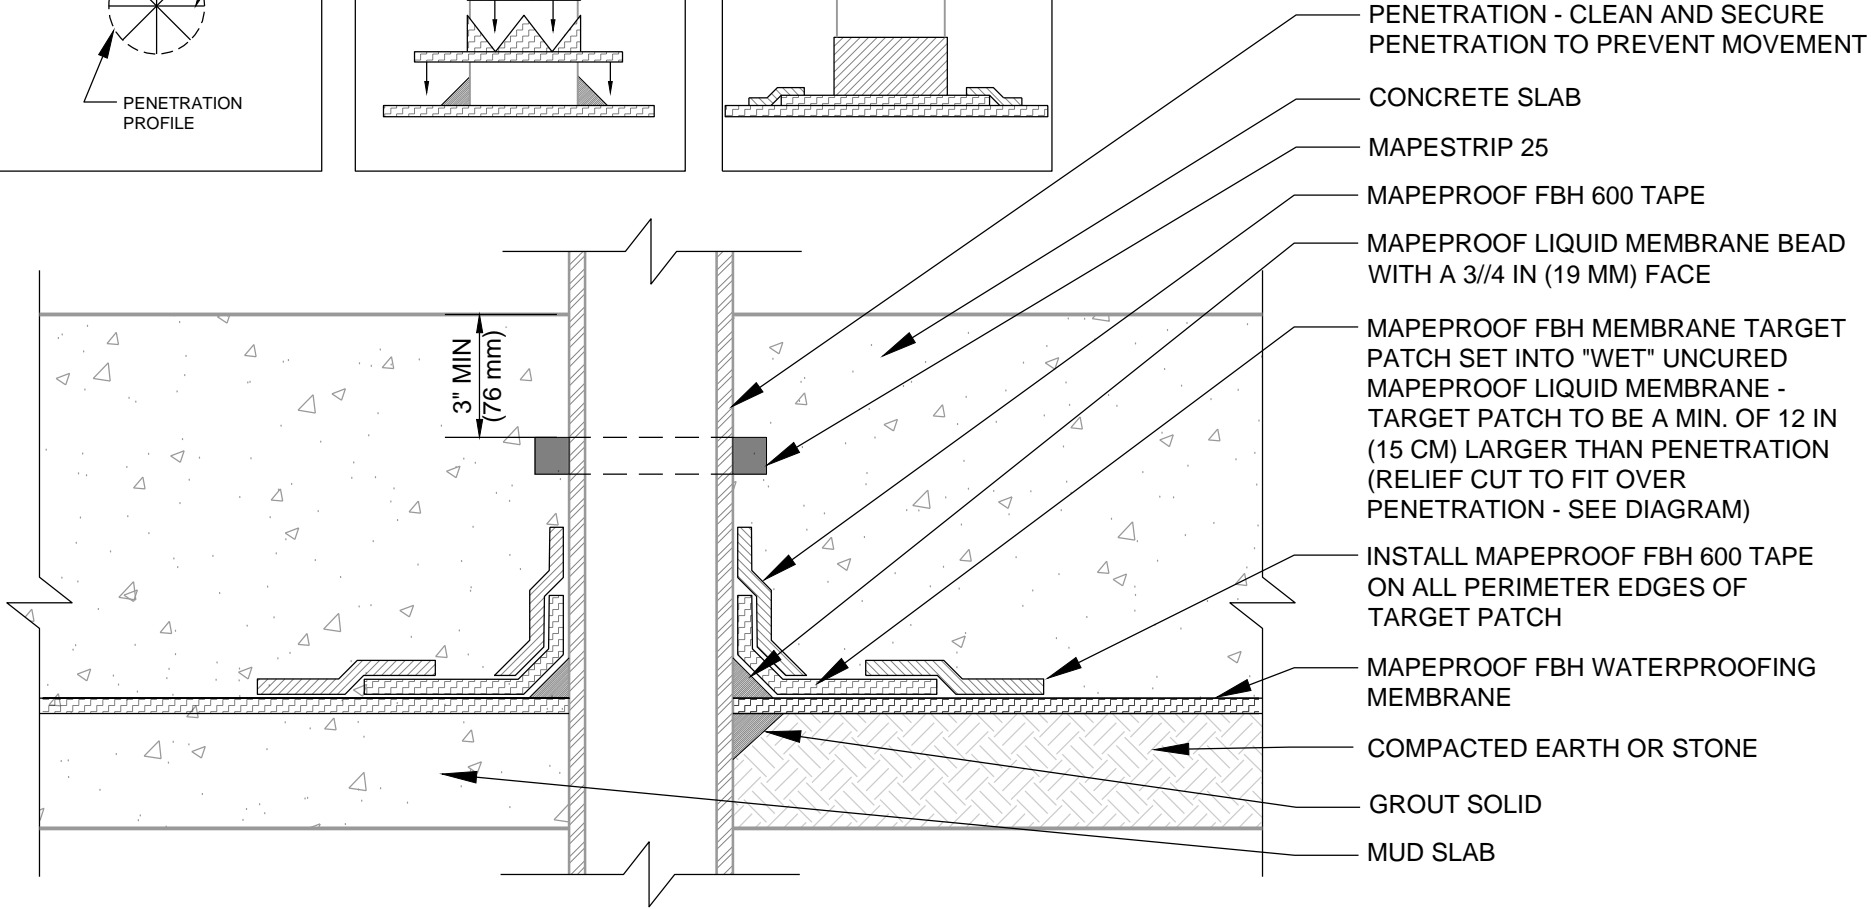 PENETRATION
PROFILE
3" MIN
(76 mm)
PENETRATION - CLEAN AND SECURE
PENETRATION TO PREVENT MOVEMENT
CONCRETE SLAB
MAPESTRIP 25
MAPEPROOF FBH 600 TAPE
MAPEPROOF LIQUID MEMBRANE BEAD
WITH A 3//4 IN (19 MM) FACE
MAPEPROOF FBH MEMBRANE TARGET
PATCH SET INTO "WET" UNCURED
MAPEPROOF LIQUID MEMBRANE -
TARGET PATCH TO BE A MIN. OF 12 IN
(15 CM) LARGER THAN PENETRATION
(RELIEF CUT TO FIT OVER
PENETRATION - SEE DIAGRAM)
INSTALL MAPEPROOF FBH 600 TAPE
ON ALL PERIMETER EDGES OF
TARGET PATCH
MAPEPROOF FBH WATERPROOFING
MEMBRANE
COMPACTED EARTH OR STONE
GROUT SOLID
MUD SLAB